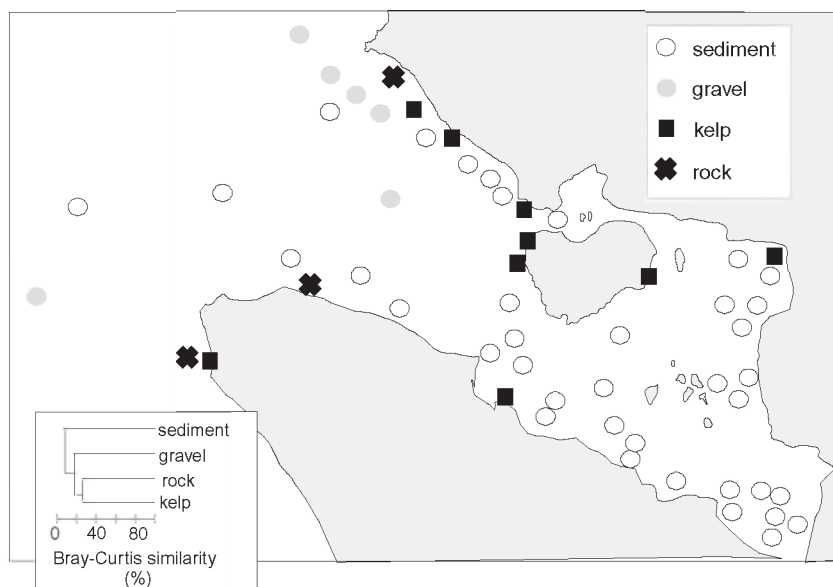 sediment
gravel
kelp
rock
sediment
gravel
rock
kelp
0 40 80
Bray-Curtis similarity
(%)